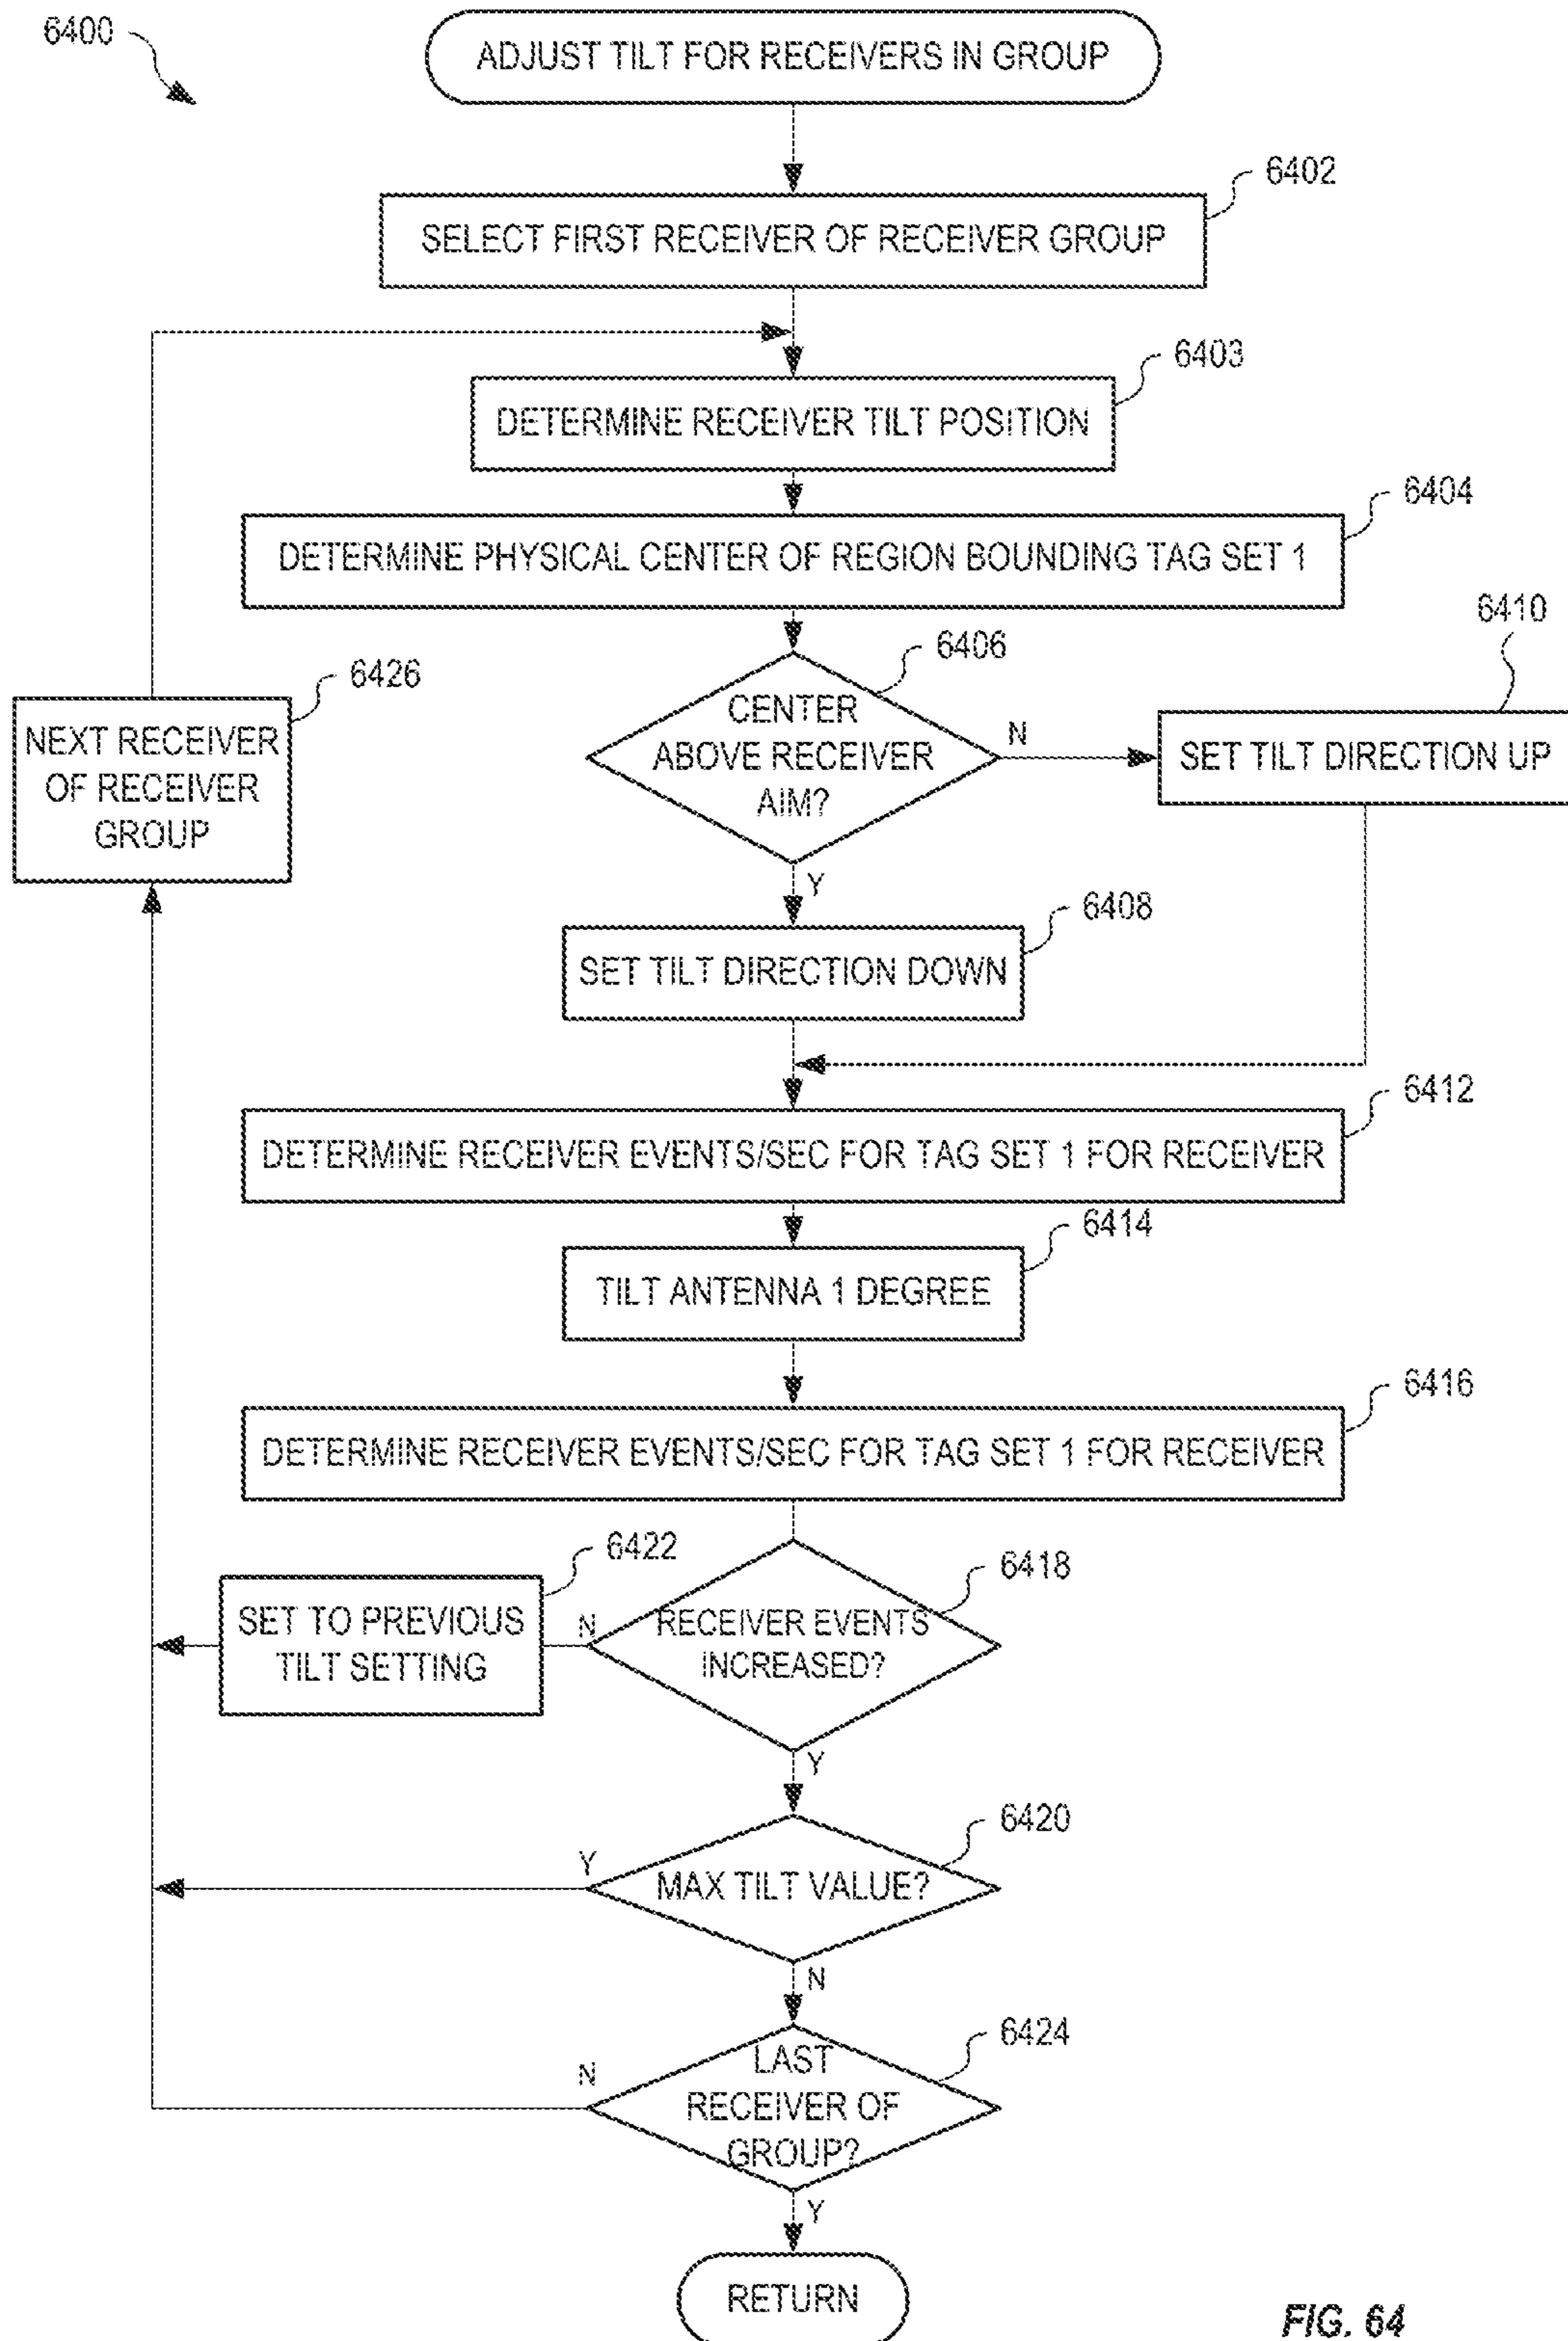 6400
ADJUST TILT FOR RECEIVERS IN GROUP
6402
SELECT FIRST RECEIVER OF RECEIVER GROUP
6403
DETERMINE RECEIVER TILT POSITION
6404
DETERMINE PHYSICAL CENTER OF REGION BOUNDING TAG SET 1
6410
6406
6426
CENTER
ABOVE RECEIVER
AIM?
N
SET TILT DIRECTION UP
NEXT RECEIVER
OF RECEIVER
GROUP
Y
6408
SET TILT DIRECTION DOWN
6412
DETERMINE RECEIVER EVENTS/SEC FOR TAG SET 1 FOR RECEIVER
6414
TILT ANTENNA 1 DEGREE
6416
DETERMINE RECEIVER EVENTS/SEC FOR TAG SET 1 FOR RECEIVER
6422
6418
SET TO PREVIOUS
TILT SETTING
N
RECEIVER EVENTS
INCREASED?
Y
6420
Y
MAX TILT VALUE?
N
6424
N
LAST
RECEIVER OF
GROUP?
Y
RETURN
FIG. 64